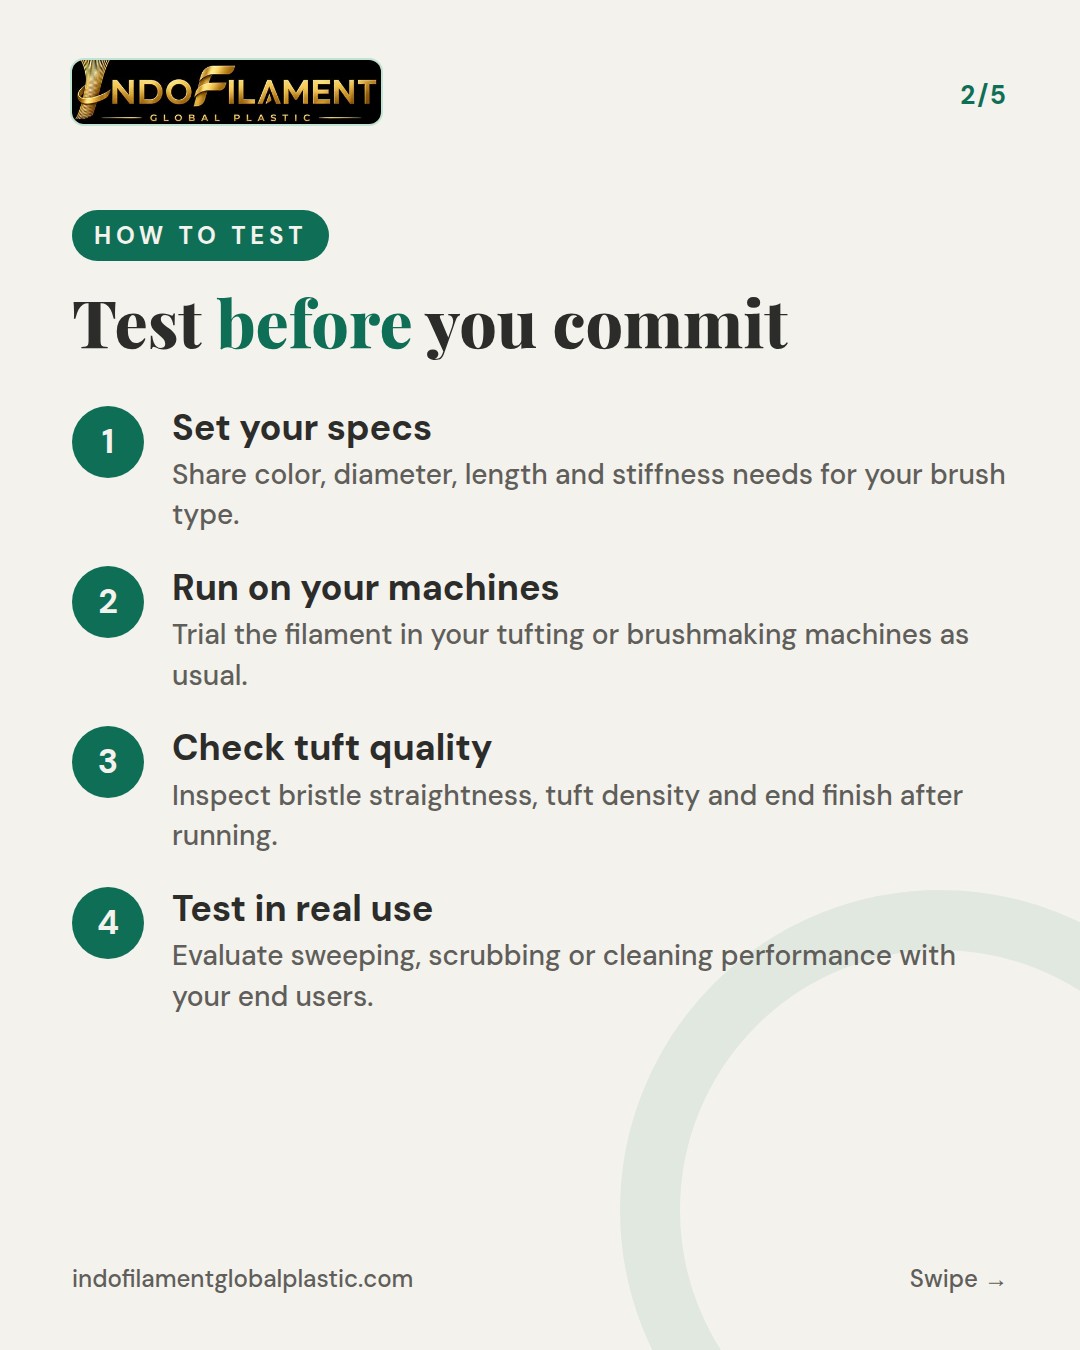 INDOFILAMENT
GLOBAL PLASTIC
2/5
HOW TO TEST
Test before you commit
1
Set your specs
Share color, diameter, length and stiffness needs for your brush
type.
2
Run on your machines
Trial the filament in your tufting or brushmaking machines as
usual.
3
Check tuft quality
Inspect bristle straightness, tuft density and end finish after
running.
4
Test in real use
Evaluate sweeping, scrubbing or cleaning performance with
your end users.
indofilamentglobalplastic.com
Swipe →